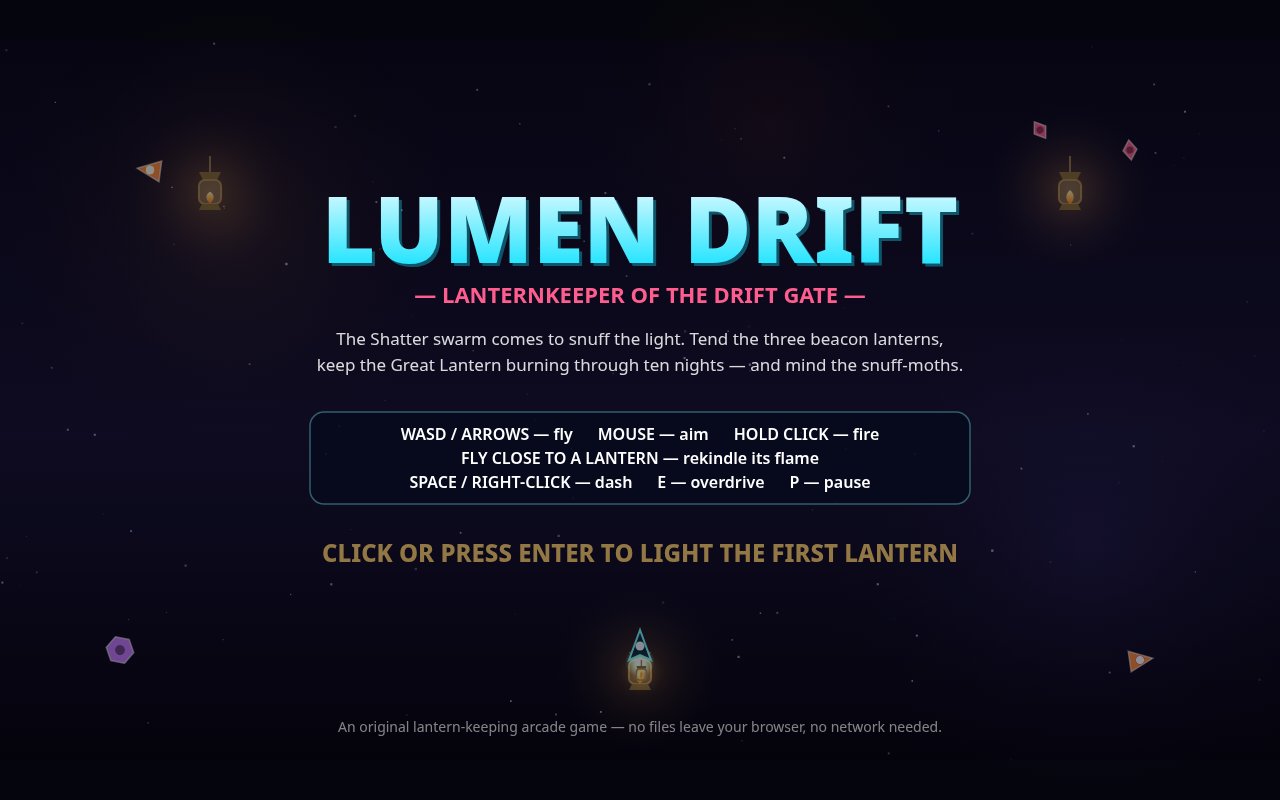 LUMEN DRIFT
— LANTERNKEEPER OF THE DRIFT GATE —
The Shatter swarm comes to snuff the light. Tend the three beacon lanterns,
keep the Great Lantern burning through ten nights — and mind the snuff-moths.
WASD / ARROWS — fly MOUSE — aim HOLD CLICK — fire
FLY CLOSE TO A LANTERN — rekindle its flame
SPACE / RIGHT-CLICK — dash E — overdrive P — pause
CLICK OR PRESS ENTER TO LIGHT THE FIRST LANTERN
An original lantern-keeping arcade game — no files leave your browser, no network needed.